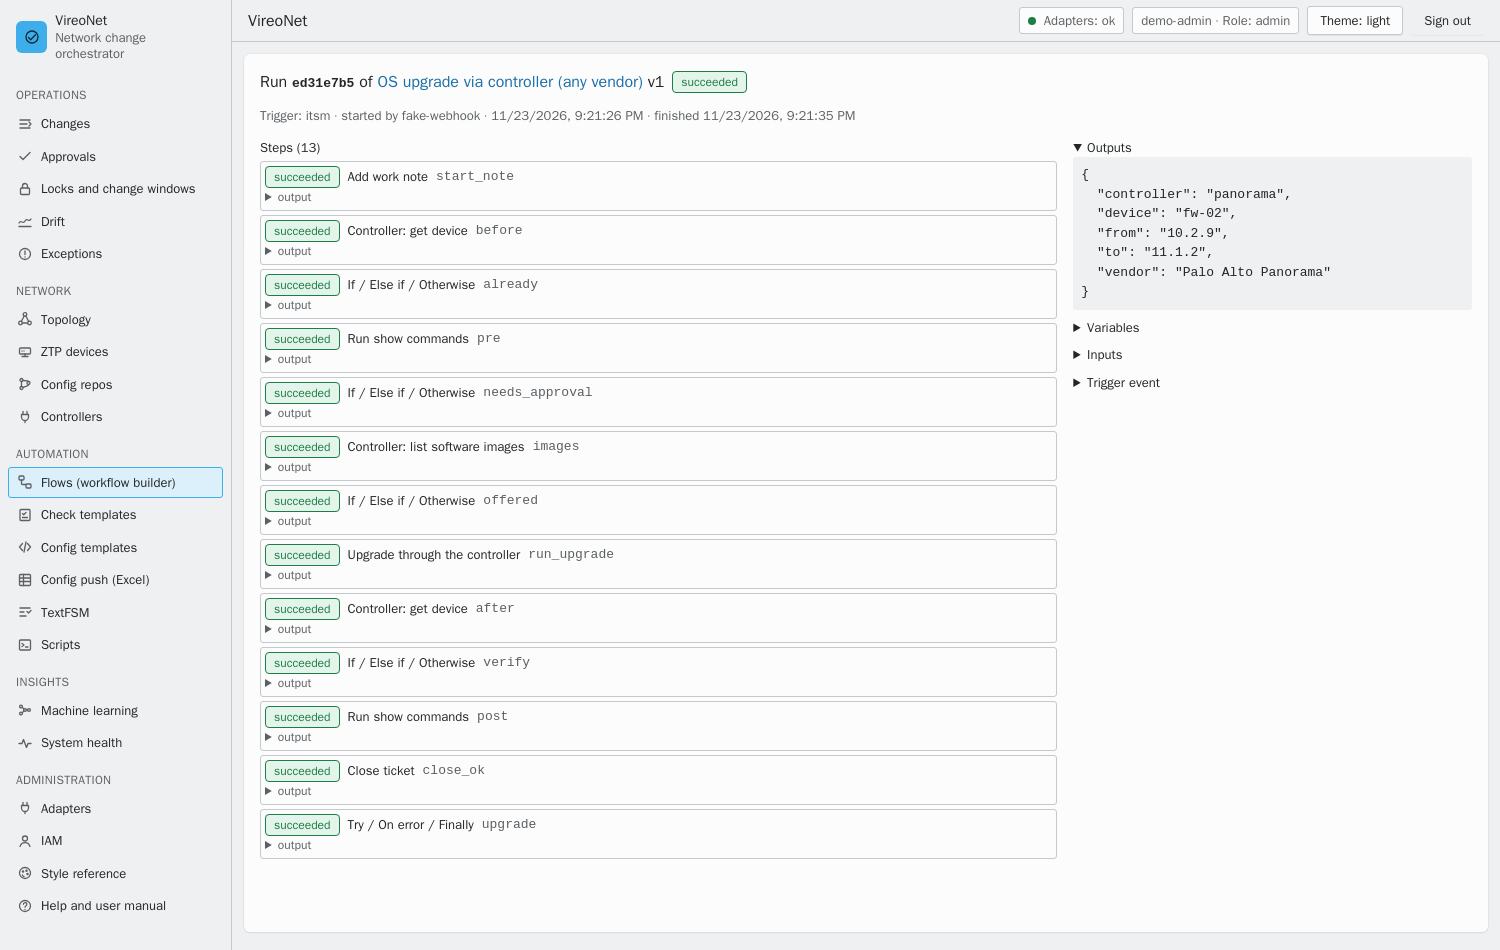 VireoNet
Network change
orchestrator
OPERATIONS
Changes
Approvals
Locks and change windows
Drift
Exceptions
NETWORK
Topology
ZTP devices
Config repos
Controllers
AUTOMATION
Flows (workflow builder)
Check templates
Config templates
Config push (Excel)
TextFSM
Scripts
INSIGHTS
Machine learning
System health
ADMINISTRATION
Adapters
IAM
Style reference
Help and user manual
VireoNet
Adapters: ok
demo-admin · Role: admin
Theme: light
Sign out
Run ed31e7b5 of OS upgrade via controller (any vendor) v1 succeeded
Trigger: itsm · started by fake-webhook · 11/23/2026, 9:21:26 PM · finished 11/23/2026, 9:21:35 PM
Steps (13)
succeeded Add work note start_note
output
succeeded Controller: get device before
output
succeeded If / Else if / Otherwise already
output
succeeded Run show commands pre
output
succeeded If / Else if / Otherwise needs_approval
output
succeeded Controller: list software images images
output
succeeded If / Else if / Otherwise offered
output
succeeded Upgrade through the controller run_upgrade
output
succeeded Controller: get device after
output
succeeded If / Else if / Otherwise verify
output
succeeded Run show commands post
output
succeeded Close ticket close_ok
output
succeeded Try / On error / Finally upgrade
output
Outputs
{
"controller": "panorama",
"device": "fw-02",
"from": "10.2.9",
"to": "11.1.2",
"vendor": "Palo Alto Panorama"
}
Variables
Inputs
Trigger event